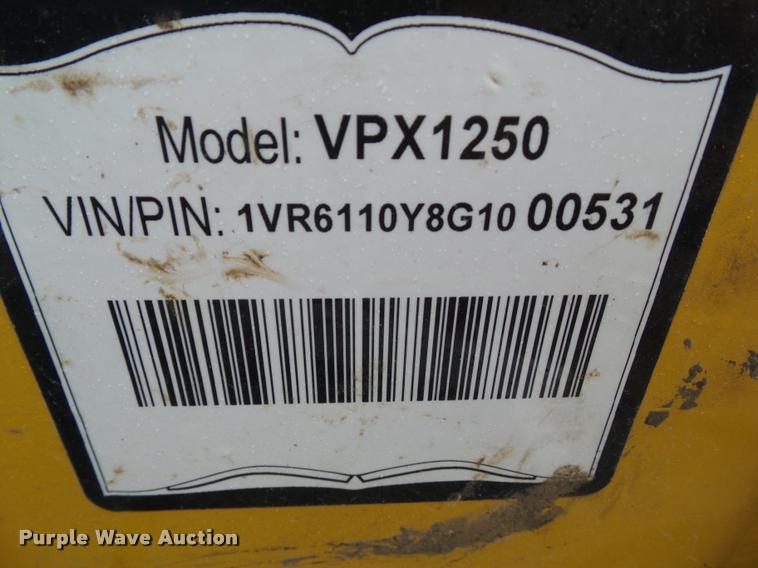 Model: VPX1250
VIN/PIN: 1VR6110Y8G10 00531
Purple Wave Auction